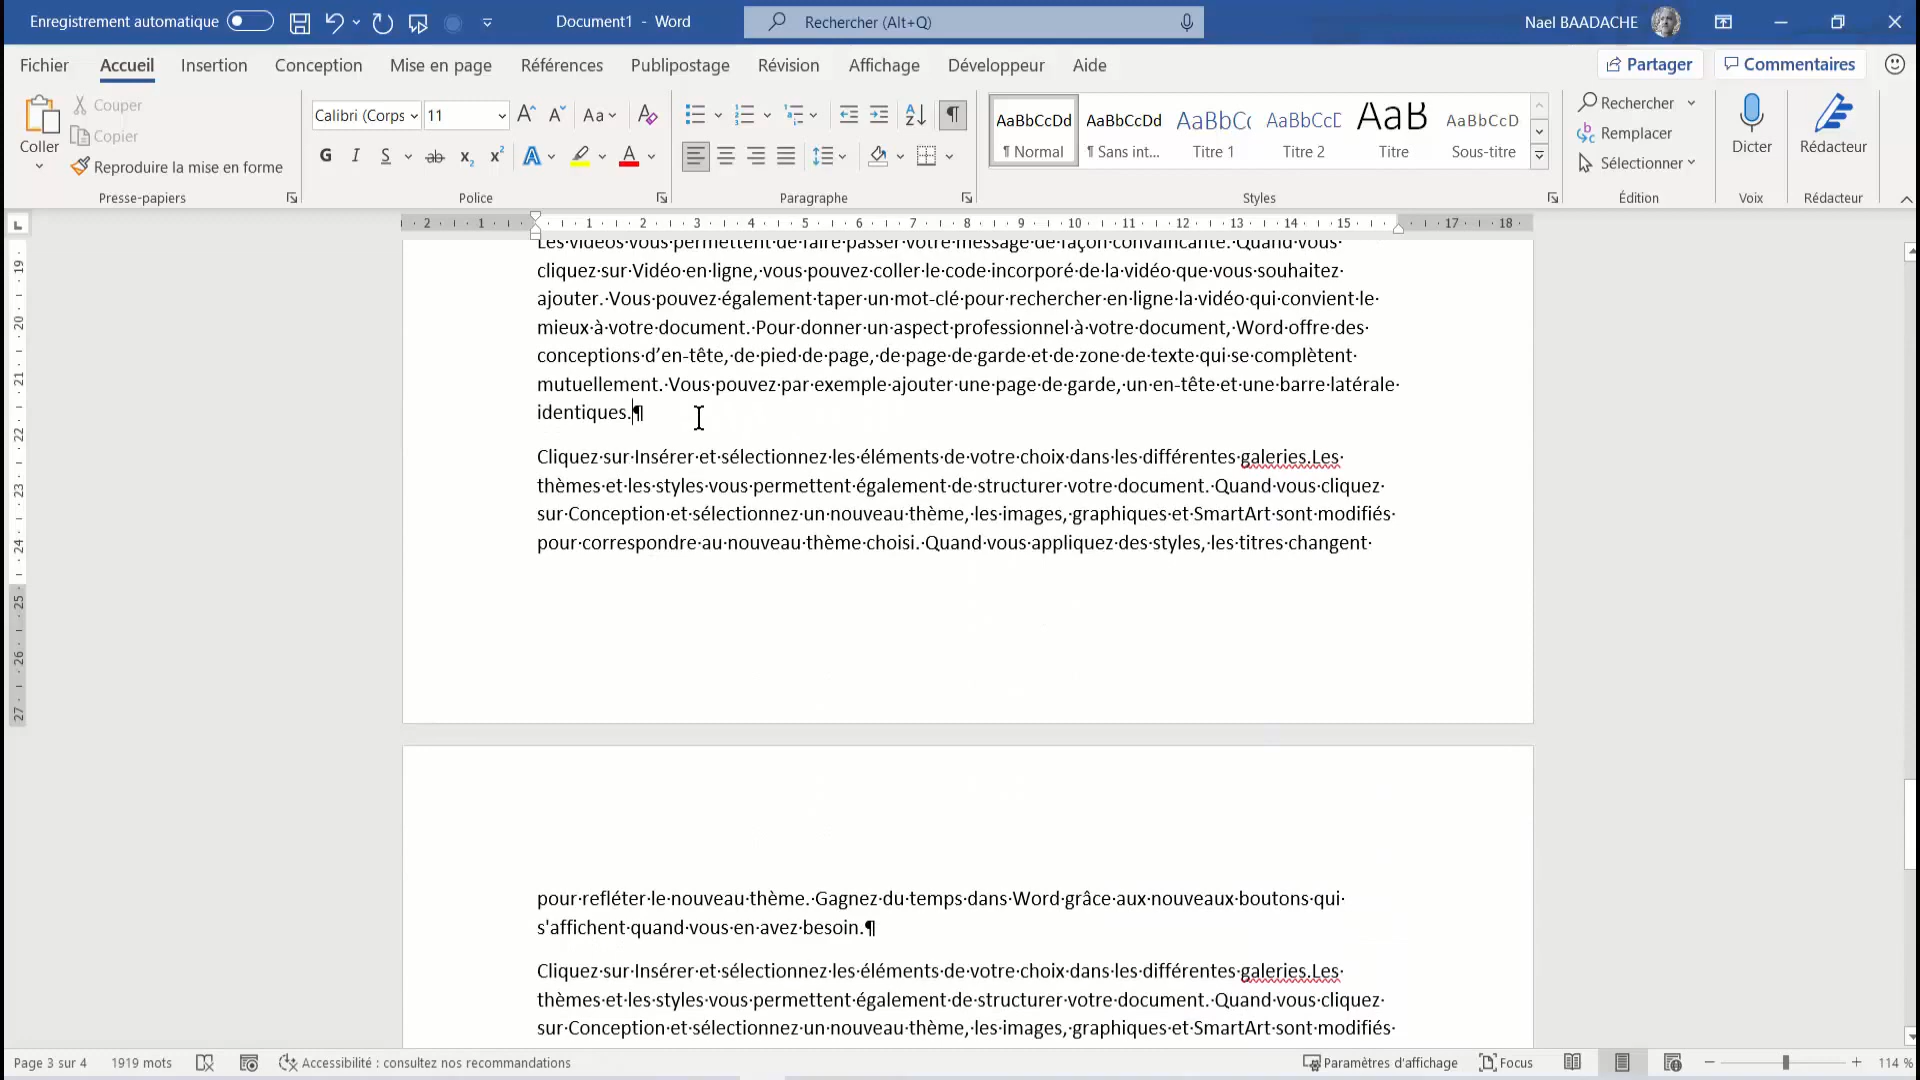 Enregistrement automatique
Document1 - Word
Rechercher (Alt+Q)
Nael BAADACHE
Fichier Accueil Insertion Conception Mise en page Références Publipostage Révision Affichage Développeur Aide
Partager
Commentaires
Coller
Couper
Copier
Reproduire la mise en forme
Presse-papiers
Calibri (Corps
11
Aa
G I S ab x₂ x² A A
Police
Paragraphe
AaBbCcDd
¶ Normal
AaBbCcDd
¶ Sans int...
AaBbCc
Titre 1
AaBbCcD
Titre 2
AaB
Titre
AaBbCcD
Sous-titre
Styles
Rechercher
Remplacer
Sélectionner
Édition
Dicter
Voix
Rédacteur
Rédacteur
2 1 1 2 3 4 5 6 7 8 9 10 11 12 13 14 15 17 18
19
20
21
22
23
24
25
26
27
Les·vidéos·vous·permettent·de·faire·passer·votre·message·de·façon·convaincante.·Quand·vous·
cliquez·sur·Vidéo·en·ligne,·vous·pouvez·coller·le·code·incorporé·de·la·vidéo·que·vous·souhaitez·
ajouter.·Vous·pouvez·également·taper·un·mot-clé·pour·rechercher·en·ligne·la·vidéo·qui·convient·le·
mieux·à·votre·document.·Pour·donner·un·aspect·professionnel·à·votre·document,·Word·offre·des·
conceptions·d’en-tête,·de·pied·de·page,·de·page·de·garde·et·de·zone·de·texte·qui·se·complètent·
mutuellement.·Vous·pouvez·par·exemple·ajouter·une·page·de·garde,·un·en-tête·et·une·barre·latérale·
identiques.¶
Cliquez·sur·Insérer·et·sélectionnez·les·éléments·de·votre·choix·dans·les·différentes·galeries.Les·
thèmes·et·les·styles·vous·permettent·également·de·structurer·votre·document.·Quand·vous·cliquez·
sur·Conception·et·sélectionnez·un·nouveau·thème,·les·images,·graphiques·et·SmartArt·sont·modifiés·
pour·correspondre·au·nouveau·thème·choisi.·Quand·vous·appliquez·des·styles,·les·titres·changent·
pour·refléter·le·nouveau·thème.·Gagnez·du·temps·dans·Word·grâce·aux·nouveaux·boutons·qui·
s'affichent·quand·vous·en·avez·besoin.¶
Cliquez·sur·Insérer·et·sélectionnez·les·éléments·de·votre·choix·dans·les·différentes·galeries.Les·
thèmes·et·les·styles·vous·permettent·également·de·structurer·votre·document.·Quand·vous·cliquez·
sur·Conception·et·sélectionnez·un·nouveau·thème,·les·images,·graphiques·et·SmartArt·sont·modifiés·
Page 3 sur 4
1919 mots
Accessibilité : consultez nos recommandations
Paramètres d'affichage
Focus
114 %